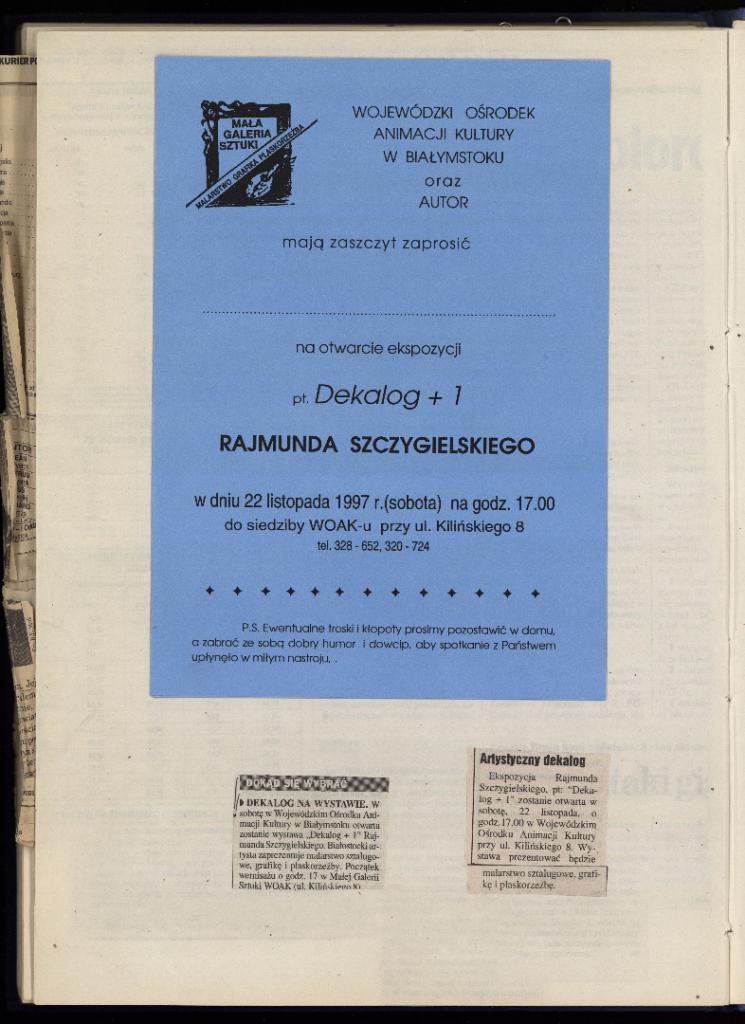 KURIER PO
MAŁA
GALERIA
SZTUKI
MALARSTWO GRAFIKA PŁASKORZEŹBA
WOJEWÓDZKI OŚRODEK
ANIMACJI KULTURY
W BIAŁYMSTOKU
oraz
AUTOR
mają zaszczyt zaprosić
na otwarcie ekspozycji
pt. Dekalog + 1
RAJMUNDA SZCZYGIELSKIEGO
w dniu 22 listopada 1997 r.(sobota) na godz. 17.00
do siedziby WOAK-u przy ul. Kilińskiego 8
tel. 328 - 652, 320 - 724
P.S. Ewentualne troski i kłopoty prosimy pozostawić w domu,
a zabrać ze sobą dobry humor i dowcip, aby spotkanie z Państwem
upłynęło w miłym nastroju. .
DOKĄD SIĘ WYBRAĆ
DEKALOG NA WYSTAWIE. W
sobotę w Wojewódzkim Ośrodku Ani-
macji Kultury w Białymstoku otwarta
zostanie wystawa „Dekalog + 1" Raj-
munda Szczygielskiego. Białostocki ar-
tysta zaprezentuje malarstwo sztalugo-
we, grafikę i płaskorzeźby. Początek
wernisażu o godz. 17 w Małej Galerii
Sztuki WOAK (ul. Kilińskiego 8).
Artystyczny dekalog
Ekspozycja Rajmunda
Szczygielskiego, pt: "Deka-
log + 1" zostanie otwarta w
sobotę, 22 listopada, o
godz.17.00 w Wojewódzkim
Ośrodku Animacji Kultury
przy ul. Kilińskiego 8. Wy-
stawa prezentować będzie
malarstwo sztalugowe, grafi-
kę i płaskorzeźbę.